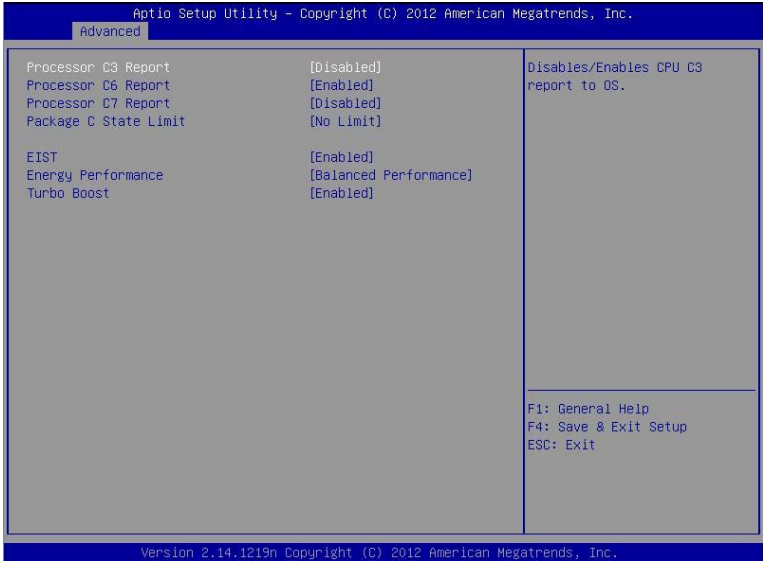 Aptio Setup Utility – Copyright (C) 2012 American Megatrends, Inc.
Advanced
Processor C3 Report [Disabled]
Processor C6 Report [Enabled]
Processor C7 Report [Disabled]
Package C State Limit [No Limit]
EIST [Enabled]
Energy Performance [Balanced Performance]
Turbo Boost [Enabled]
Disables/Enables CPU C3
report to OS.
F1: General Help
F4: Save & Exit Setup
ESC: Exit
Version 2.14.1219n Copyright (C) 2012 American Megatrends, Inc.